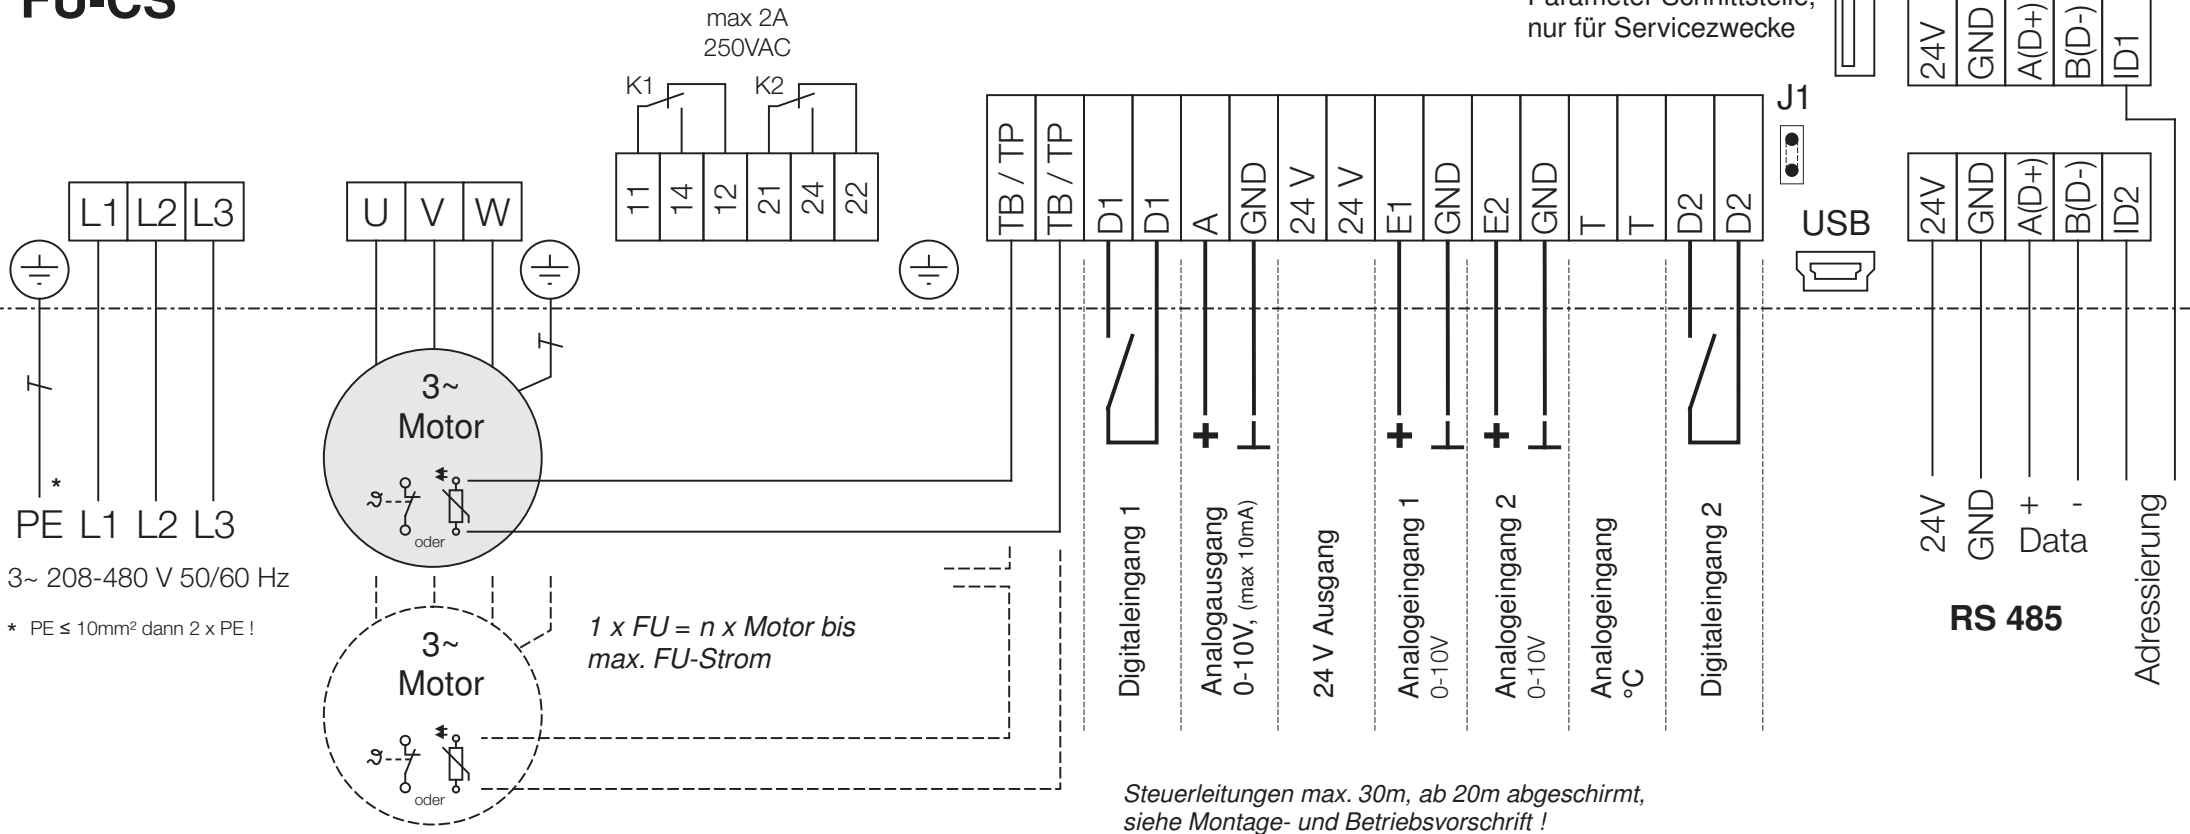 FU-CS
max 2A
250VAC
Parameter-Schnittstelle,
nur für Servicezwecke
K1
K2
24V GND A(D+) B(D-) ID1
J1
L1 L2 L3
U V W
11 14 12 21 24 22
TB / TP TB / TP D1 D1 A GND 24 V 24 V E1 GND E2 GND T T D2 D2
USB
24V GND A(D+) B(D-) ID2
3~
Motor
oder
+ ⊥ + ⊥ + ⊥
*
PE L1 L2 L3
3~ 208-480 V 50/60 Hz
* PE ≤ 10mm² dann 2 x PE !
3~
Motor
oder
1 x FU = n x Motor bis
max. FU-Strom
Digitaleingang 1
Analogausgang
0-10V, (max 10mA)
24 V Ausgang
Analogeingang 1
0-10V
Analogeingang 2
0-10V
Analogeingang
°C
Digitaleingang 2
24V
GND
+ -
Data
Adressierung
RS 485
Steuerleitungen max. 30m, ab 20m abgeschirmt,
siehe Montage- und Betriebsvorschrift !